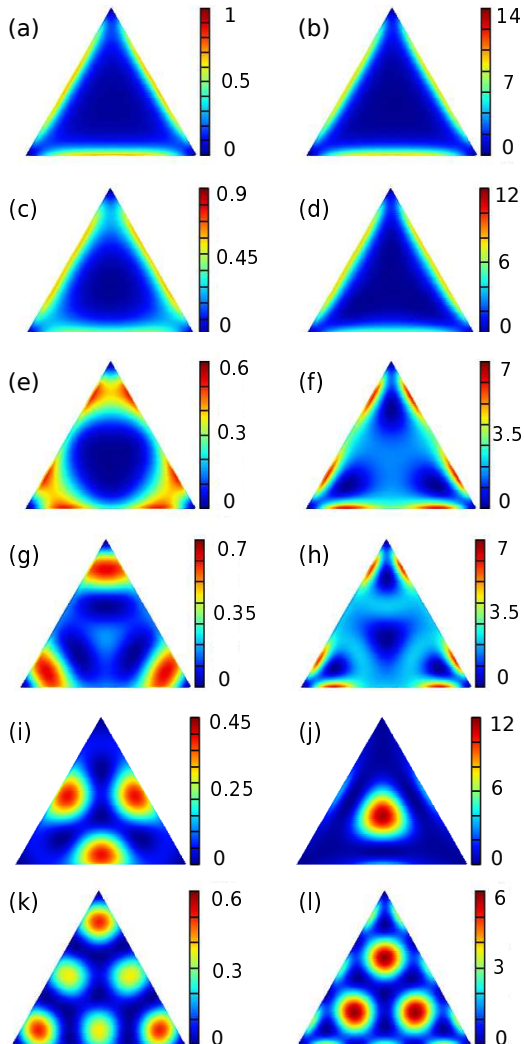 (a) 1 0.5 0
(b) 14 7 0
(c) 0.9 0.45 0
(d) 12 6 0
(e) 0.6 0.3 0
(f) 7 3.5 0
(g) 0.7 0.35 0
(h) 7 3.5 0
(i) 0.45 0.25 0
(j) 12 6 0
(k) 0.6 0.3 0
(l) 6 3 0